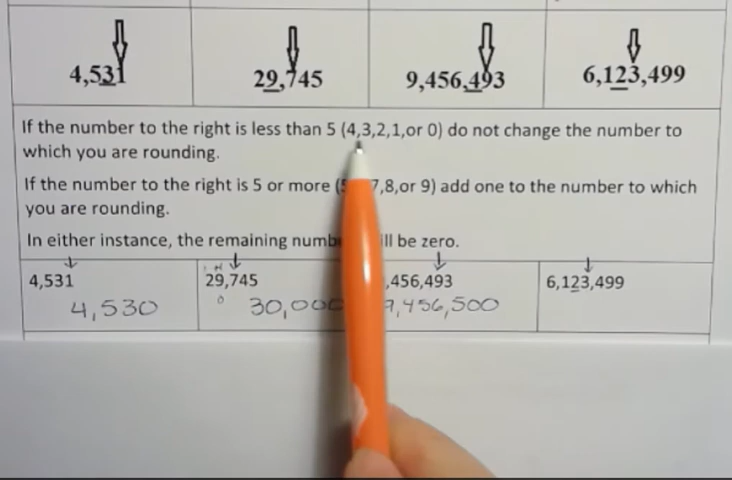 4,531 29,745 9,456,493 6,123,499
If the number to the right is less than 5 (4,3,2,1,or 0) do not change the number to
which you are rounding.
If the number to the right is 5 or more ( 7,8,or 9) add one to the number to which
you are rounding.
In either instance, the remaining will be zero.
4,531 29,745 ,456,493 6,123,499
4,530 30,000 9,456,500